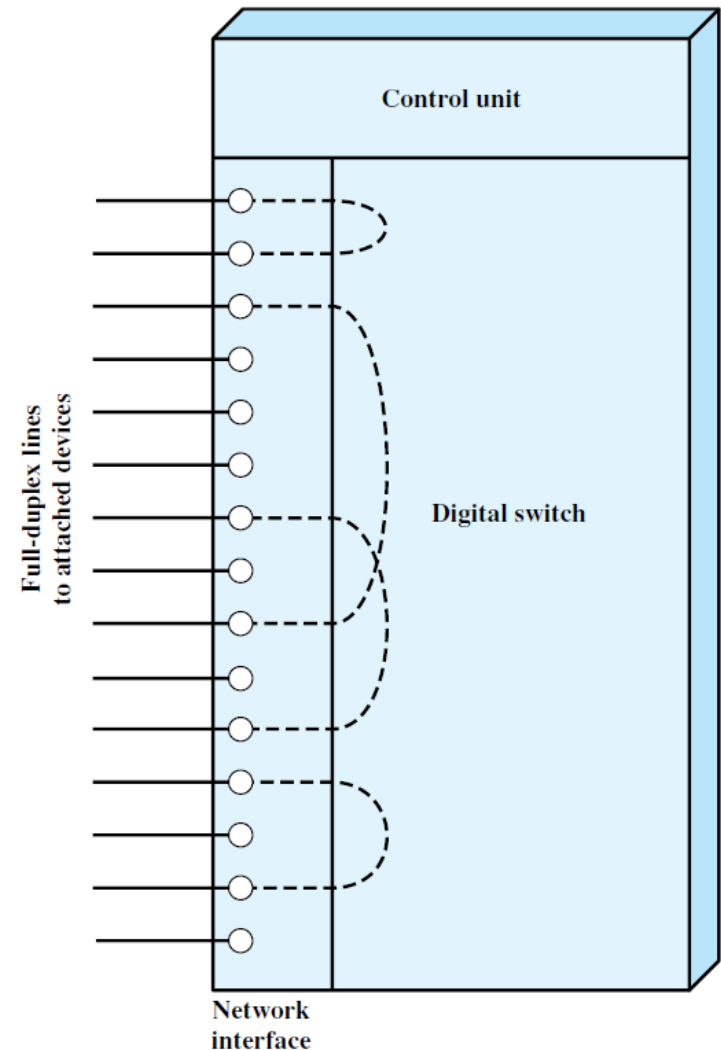 Control unit
Full-duplex lines
to attached devices
Digital switch
Network
interface